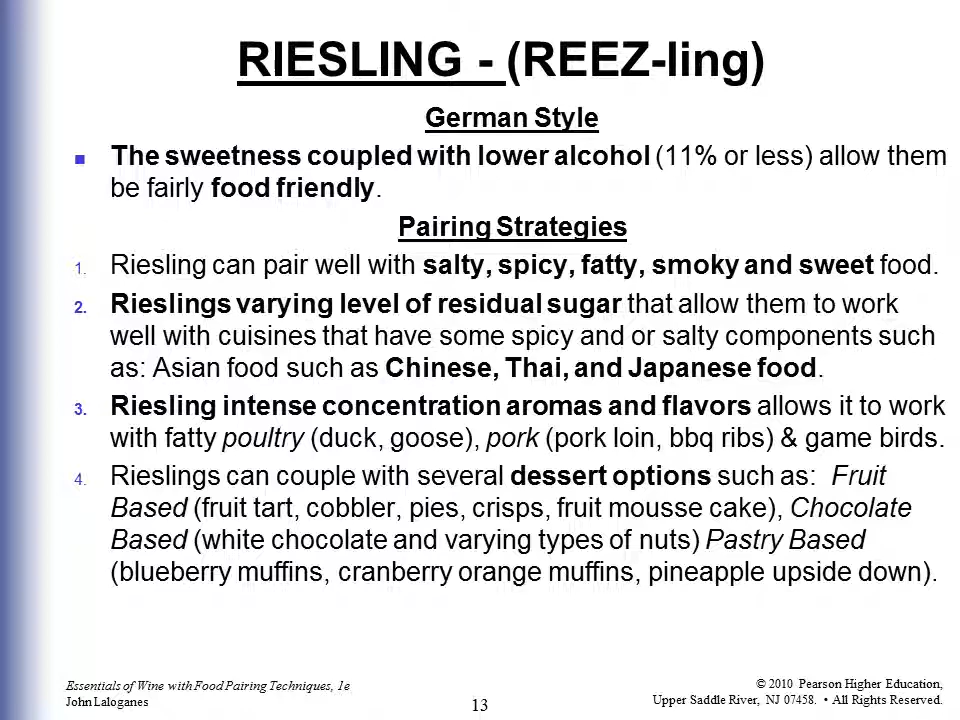 RIESLING - (REEZ-ling)
German Style
■ The sweetness coupled with lower alcohol (11% or less) allow them
be fairly food friendly.
Pairing Strategies
1. Riesling can pair well with salty, spicy, fatty, smoky and sweet food.
2. Rieslings varying level of residual sugar that allow them to work
well with cuisines that have some spicy and or salty components such
as: Asian food such as Chinese, Thai, and Japanese food.
3. Riesling intense concentration aromas and flavors allows it to work
with fatty poultry (duck, goose), pork (pork loin, bbq ribs) & game birds.
4. Rieslings can couple with several dessert options such as: Fruit
Based (fruit tart, cobbler, pies, crisps, fruit mousse cake), Chocolate
Based (white chocolate and varying types of nuts) Pastry Based
(blueberry muffins, cranberry orange muffins, pineapple upside down).
Essentials of Wine with Food Pairing Techniques, 1e
John Laloganes
13
© 2010 Pearson Higher Education,
Upper Saddle River, NJ 07458. • All Rights Reserved.